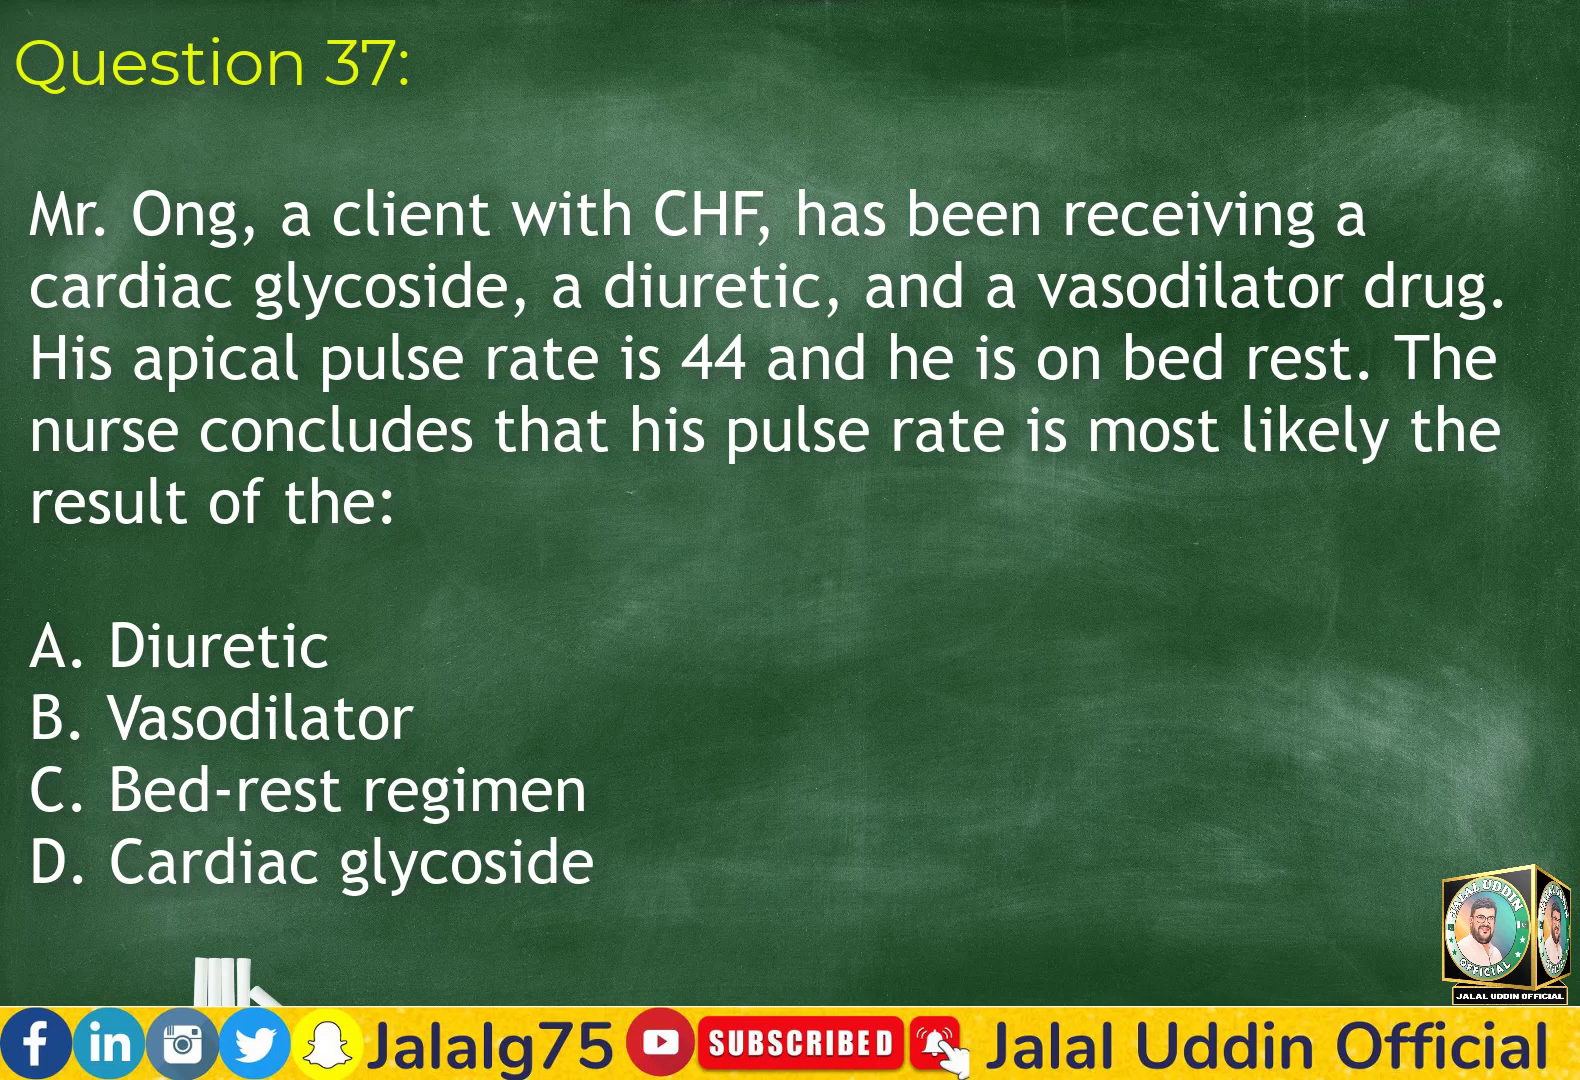 Question 37:
Mr. Ong, a client with CHF, has been receiving a
cardiac glycoside, a diuretic, and a vasodilator drug.
His apical pulse rate is 44 and he is on bed rest. The
nurse concludes that his pulse rate is most likely the
result of the:
A. Diuretic
B. Vasodilator
C. Bed-rest regimen
D. Cardiac glycoside
JALAL UDDIN
OFFICIAL
JALAL UDDIN OFFICIAL
Jalalg75 SUBSCRIBED Jalal Uddin Official